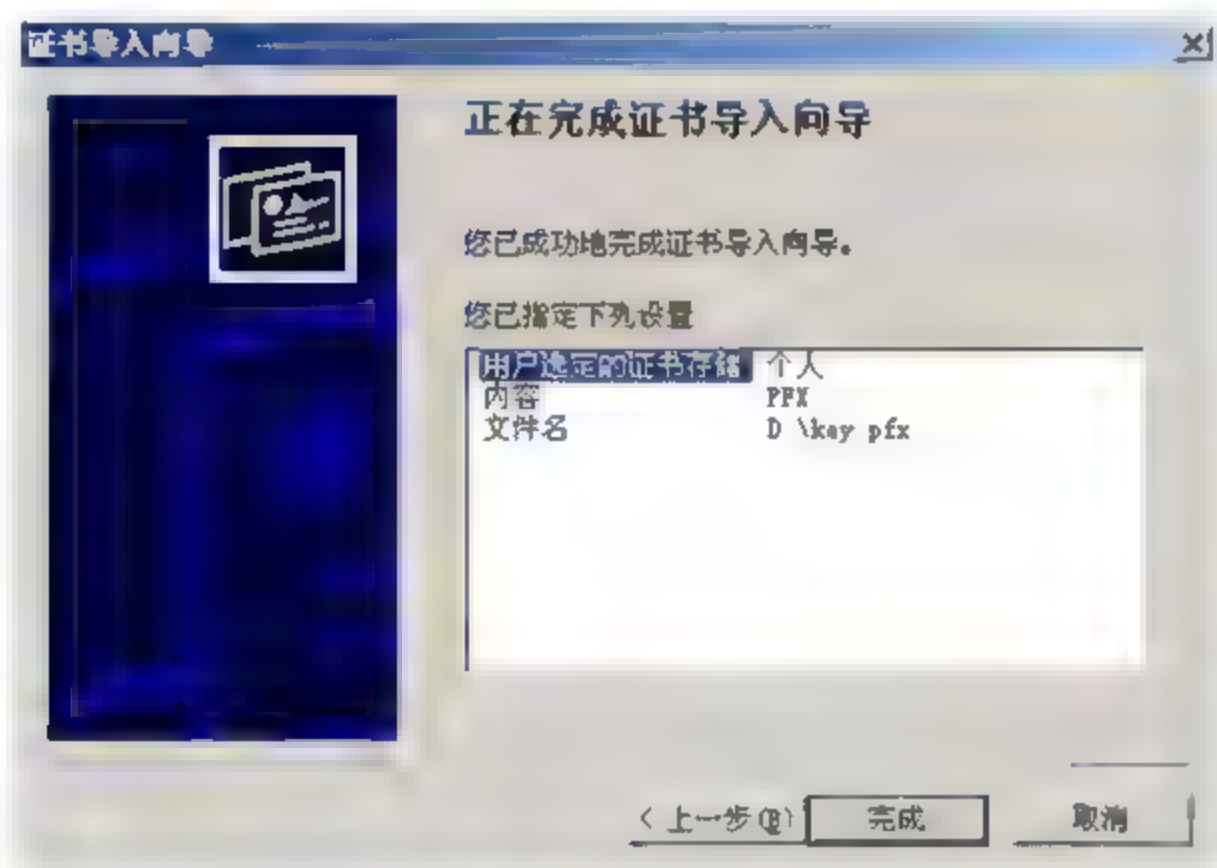 证书导入向导
正在完成证书导入向导
您已成功地完成证书导入向导。
您已指定下列设置
用户选定的证书存储 个人
内容 PFX
文件名 D \key pfx
< 上一步(B) 完成 取消